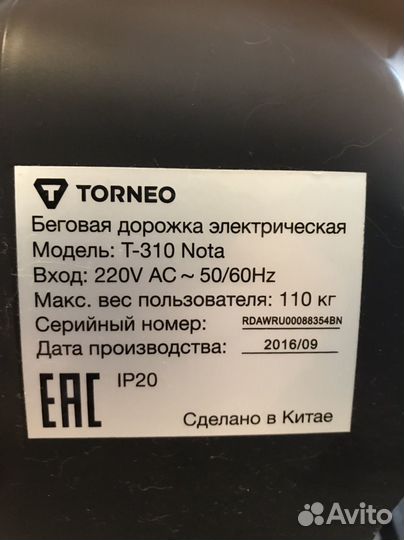 TORNEO
Беговая дорожка электрическая
Модель: T-310 Nota
Вход: 220V AC ~ 50/60Hz
Макс. вес пользователя: 110 кг
Серийный номер: RDAWRU00088354BN
Дата производства: 2016/09
EAC IP20
Сделано в Китае
Avito